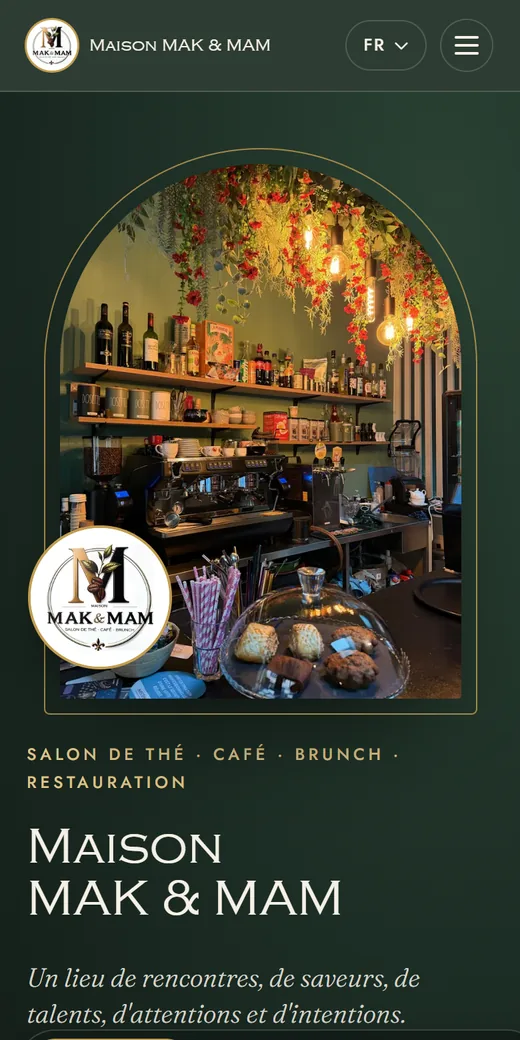 MAK & MAM
Maison MAK & MAM
FR
M
MAISON
MAK & MAM
SALON DE THÉ · CAFÉ · BRUNCH
SALON DE THÉ · CAFÉ · BRUNCH ·
RESTAURATION
Maison
MAK & MAM
Un lieu de rencontres, de saveurs, de
talents, d'attentions et d'intentions.